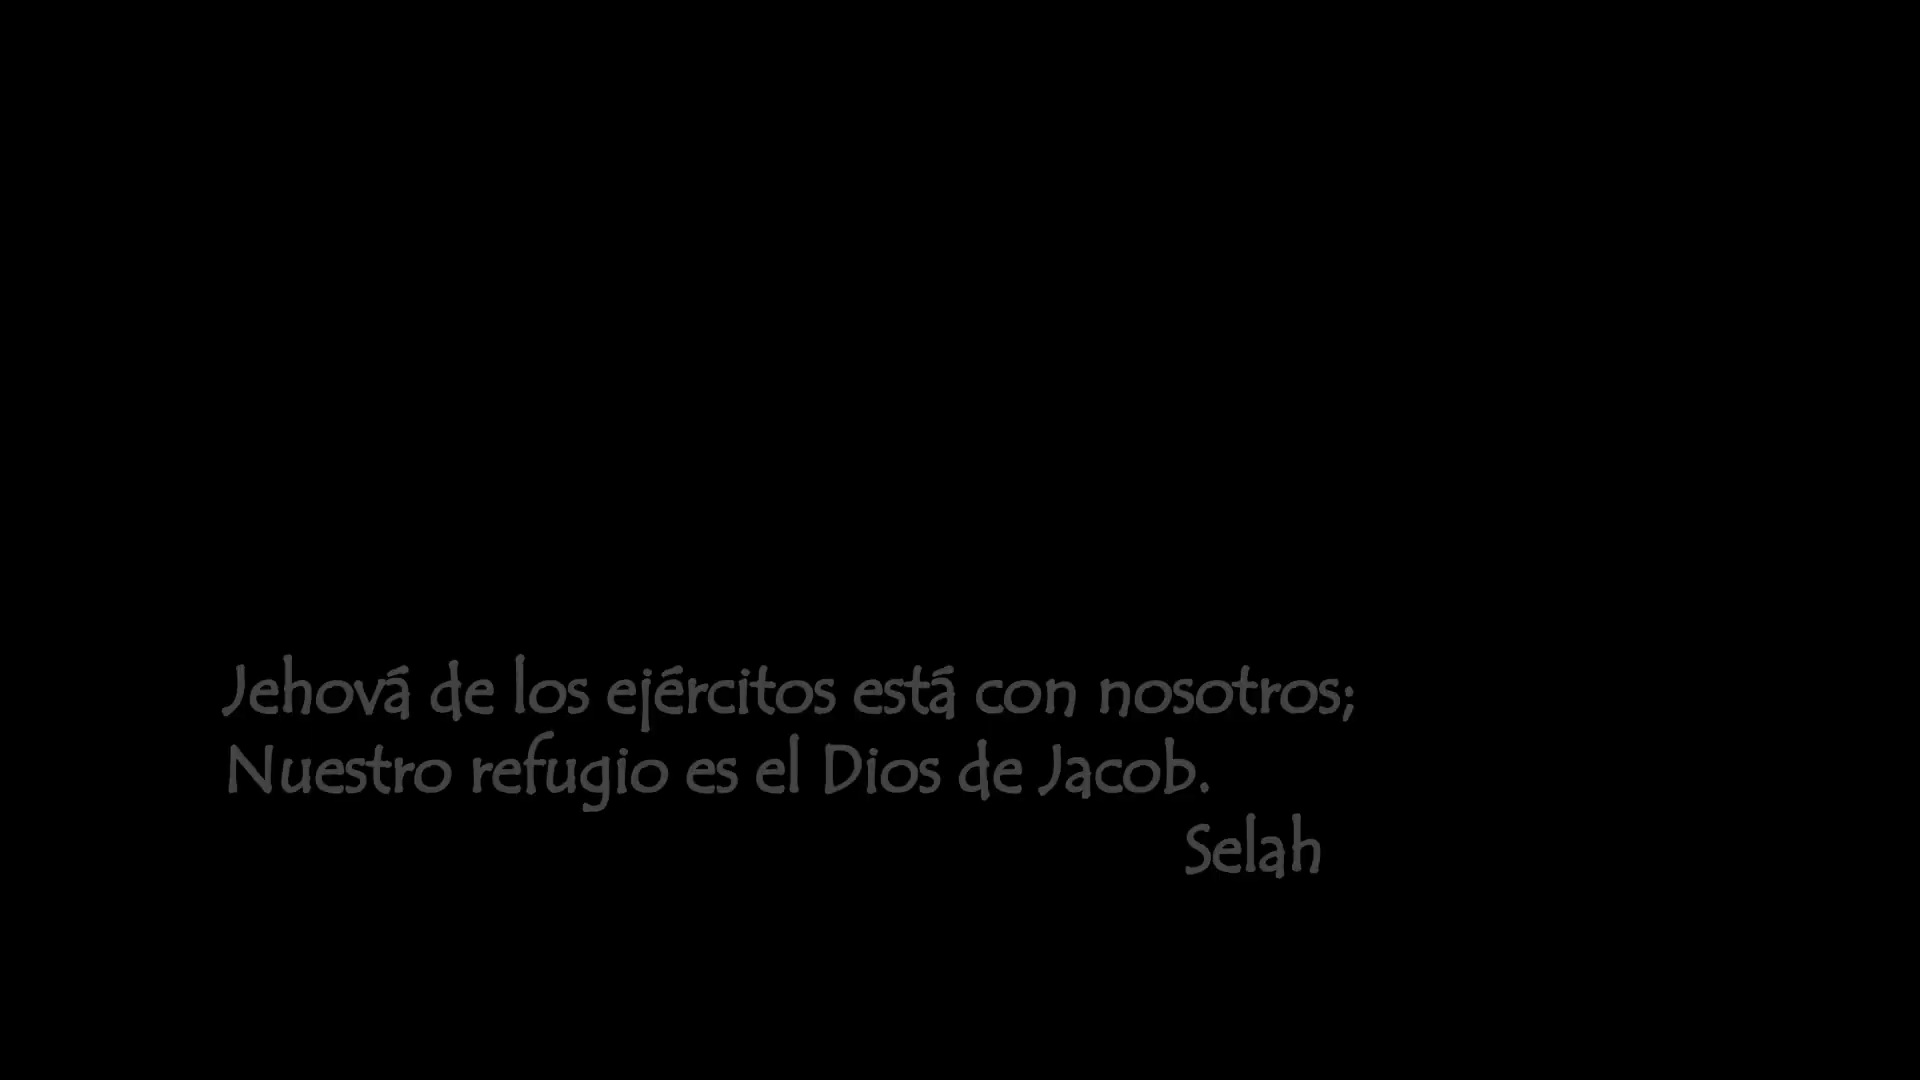 Jehová de los ejércitos está con nosotros;
Nuestro refugio es el Dios de Jacob.
Selah